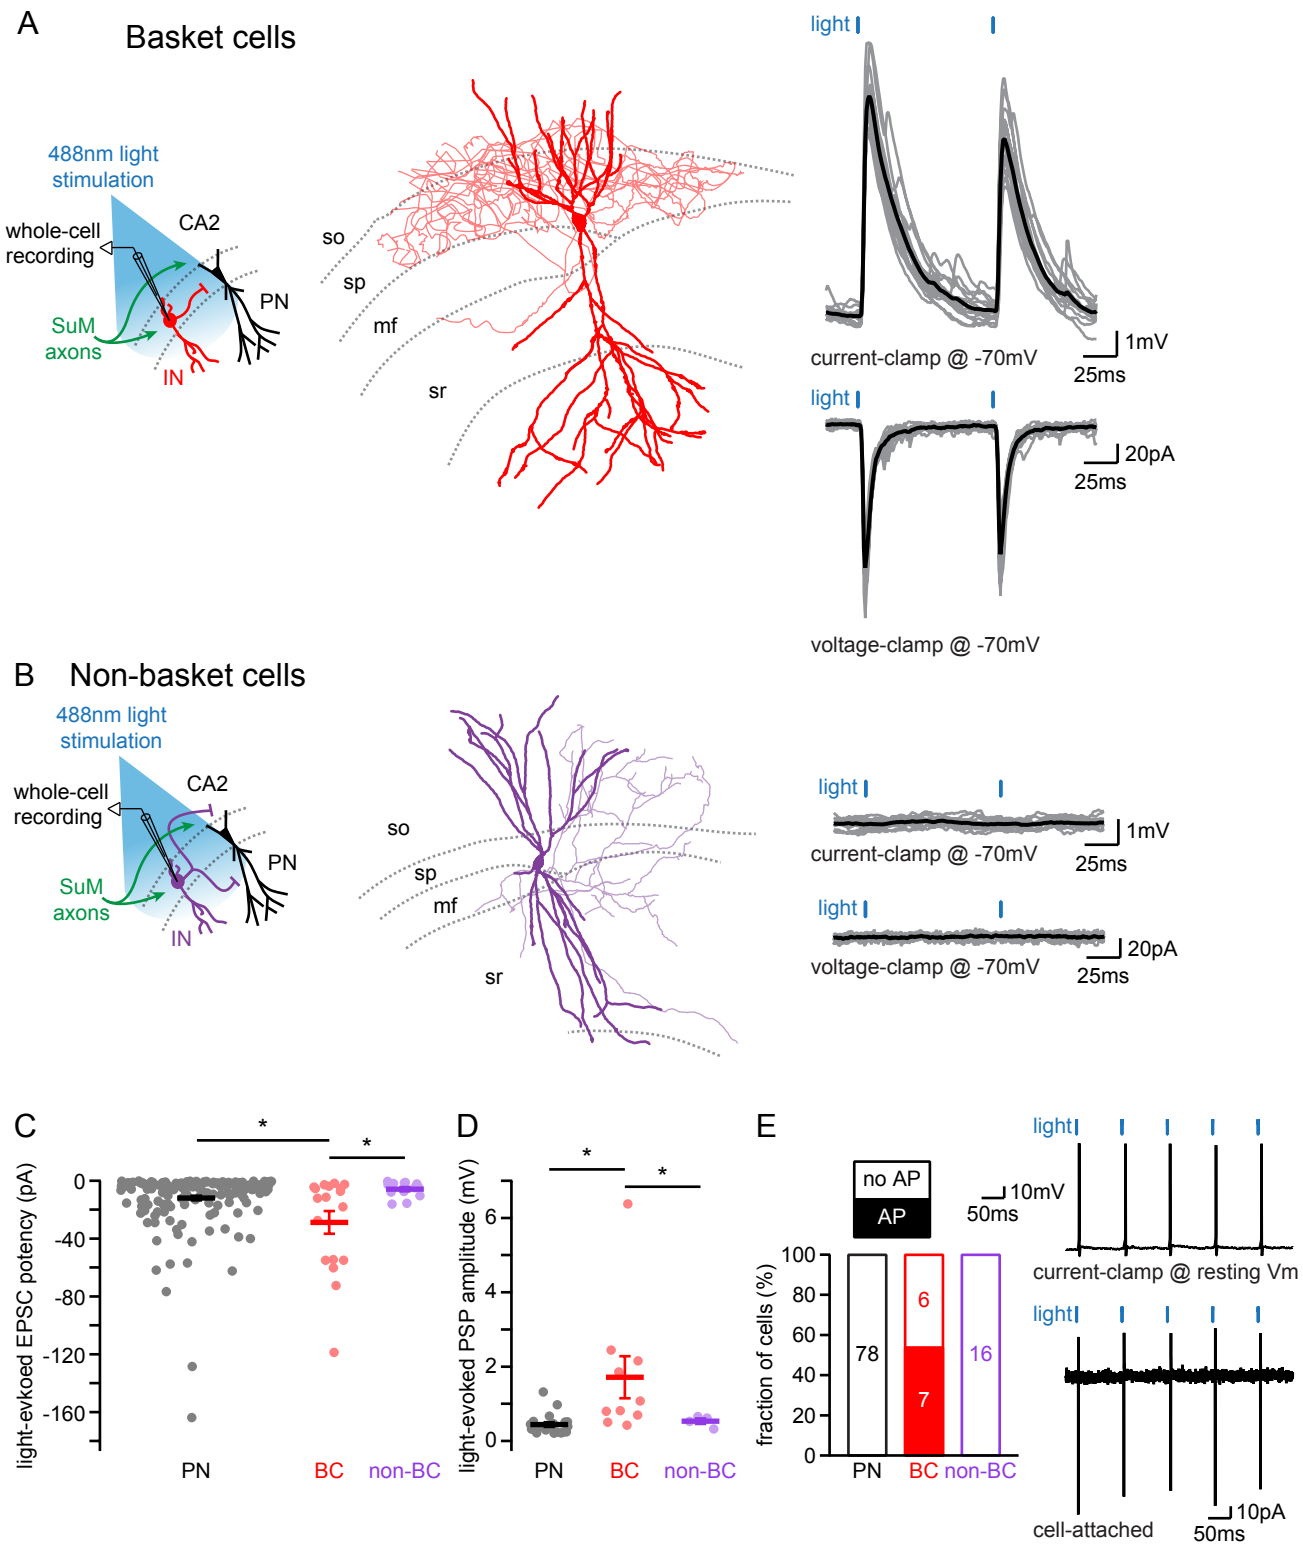 A
Basket cells
488nm light
stimulation
whole-cell
recording
CA2
PN
SuM
axons
IN
so
sp
mf
sr
light
current-clamp @ -70mV
1mV
25ms
light
20pA
25ms
voltage-clamp @ -70mV
B
Non-basket cells
488nm light
stimulation
whole-cell
recording
CA2
PN
SuM
axons
IN
so
sp
mf
sr
light
1mV
current-clamp @ -70mV
25ms
light
20pA
voltage-clamp @ -70mV
25ms
C
*
*
light-evkoed EPSC potency (pA)
0
-40
-80
-120
-160
PN
BC
non-BC
D
*
*
light-evoked PSP amplitude (mV)
6
4
2
0
PN
BC
non-BC
E
no AP
AP
10mV
50ms
fraction of cells (%)
100
80
60
40
20
0
78
6
7
16
PN
BC
non-BC
light
current-clamp @ resting Vm
light
10pA
cell-attached
50ms